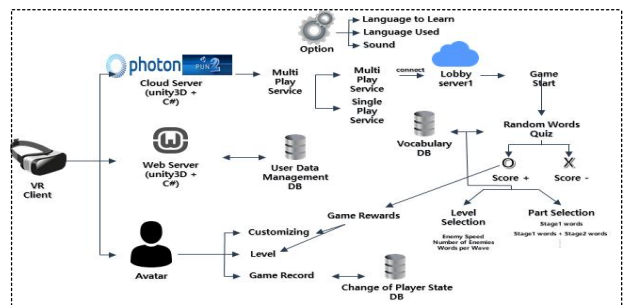 Language to Learn
Language Used
Sound
Option
photon
PUN 2
Cloud Server
(unity3D +
C#)
Multi
Play
Service
Multi
Play
Service
connect
Lobby
server1
Game
Start
Single
Play
Service
VR
Client
Web Server
(unity3D +
C#)
User Data
Management
DB
Vocabulary
DB
Random Words
Quiz
O
X
Score +
Score -
Game Rewards
Level
Selection
Enemy Speed
Number of Enemies
Words per Wave
Part Selection
Stage1 words
Stage1 words + Stage2 words
Avatar
Customizing
Level
Game Record
Change of Player State
DB